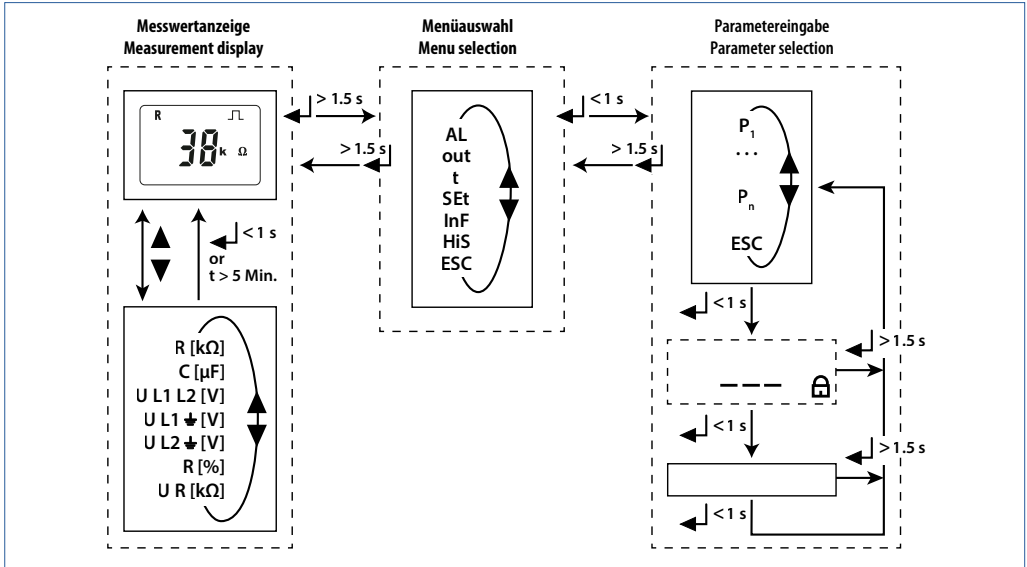 Messwertanzeige
Measurement display
Menüauswahl
Menu selection
Parametereingabe
Parameter selection
R
38 k Ω
> 1.5 s
> 1.5 s
< 1 s
or
t > 5 Min.
R [kΩ]
C [µF]
U L1 L2 [V]
U L1 ⏚ [V]
U L2 ⏚ [V]
R [%]
U R [kΩ]
AL
out
t
SEt
InF
HiS
ESC
< 1 s
> 1.5 s
P1
...
Pn
ESC
< 1 s
> 1.5 s
– – –
< 1 s
> 1.5 s
< 1 s